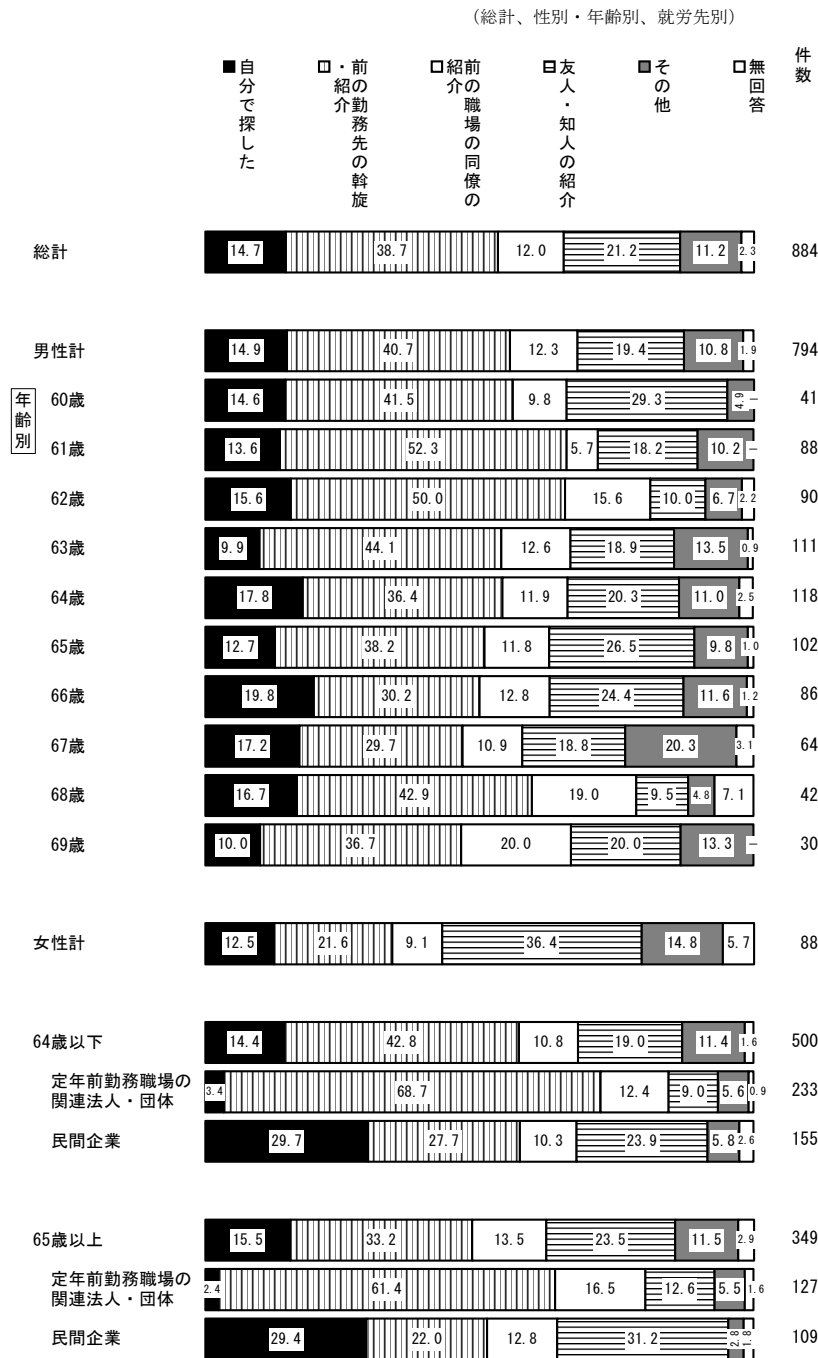 (総計、性別・年齢別、就労先別)
■自分で探した
□前の勤務先の斡旋
・紹介
□前の職場の同僚の
紹介
日友人・知人の紹介
■その他
□無回答
件数
総計 14.7 38.7 12.0 21.2 11.2 2.3 884
男性計 14.9 40.7 12.3 19.4 10.8 1.9 794
年齢別
60歳 14.6 41.5 9.8 29.3 4.9 － 41
61歳 13.6 52.3 5.7 18.2 10.2 － 88
62歳 15.6 50.0 15.6 10.0 6.7 2.2 90
63歳 9.9 44.1 12.6 18.9 13.5 0.9 111
64歳 17.8 36.4 11.9 20.3 11.0 2.5 118
65歳 12.7 38.2 11.8 26.5 9.8 1.0 102
66歳 19.8 30.2 12.8 24.4 11.6 1.2 86
67歳 17.2 29.7 10.9 18.8 20.3 3.1 64
68歳 16.7 42.9 19.0 9.5 4.8 7.1 42
69歳 10.0 36.7 20.0 20.0 13.3 － 30
女性計 12.5 21.6 9.1 36.4 14.8 5.7 88
64歳以下 14.4 42.8 10.8 19.0 11.4 1.6 500
定年前勤務職場の
関連法人・団体 3.4 68.7 12.4 9.0 5.6 0.9 233
民間企業 29.7 27.7 10.3 23.9 5.8 2.6 155
65歳以上 15.5 33.2 13.5 23.5 11.5 2.9 349
定年前勤務職場の
関連法人・団体 2.4 61.4 16.5 12.6 5.5 1.6 127
民間企業 29.4 22.0 12.8 31.2 2.8 1.8 109